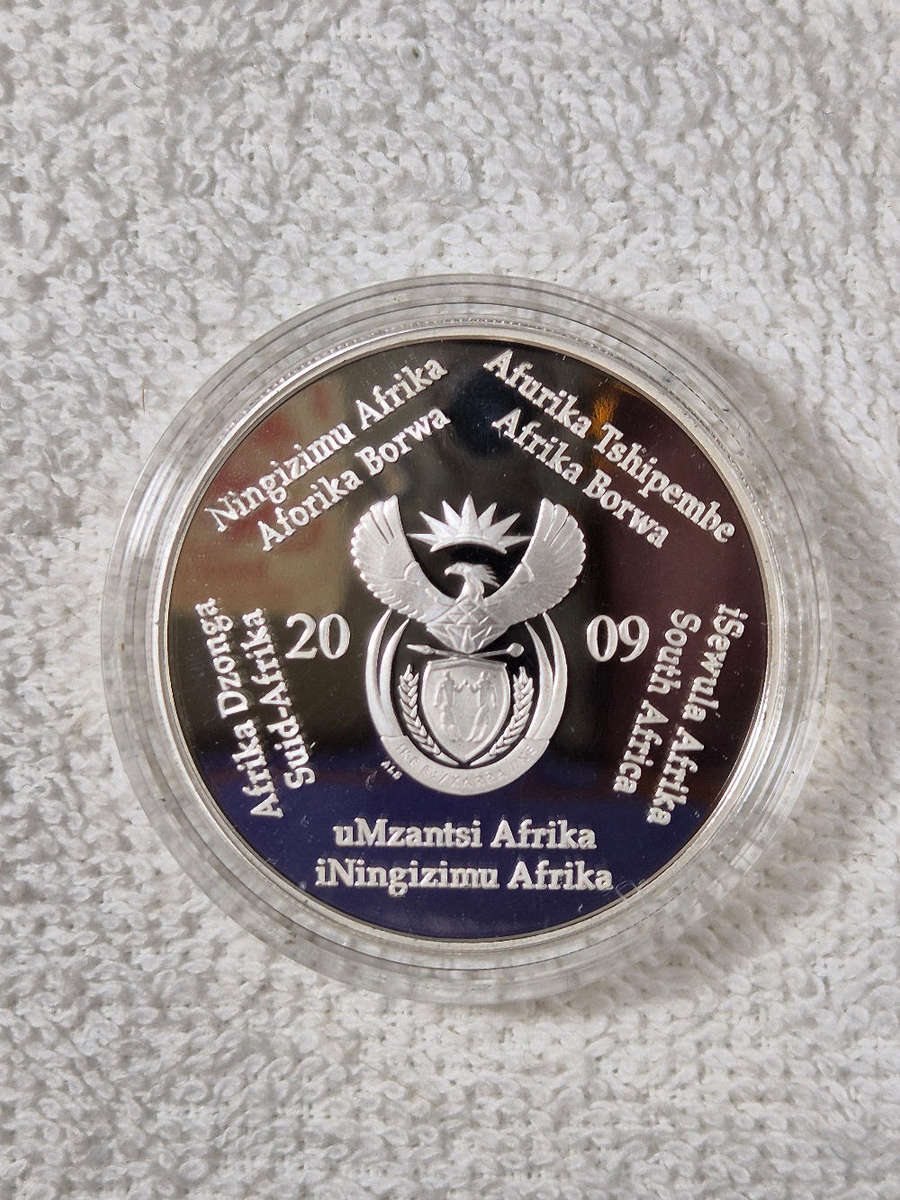 Ningizimu Afrika
Aforika Borwa
Afurika Tshipembe
Afrika Borwa
iSewula Afrika
South Africa
uMzantsi Afrika
iNingizimu Afrika
Afrika Dzonga
Suid-Afrika
20 09
ALS